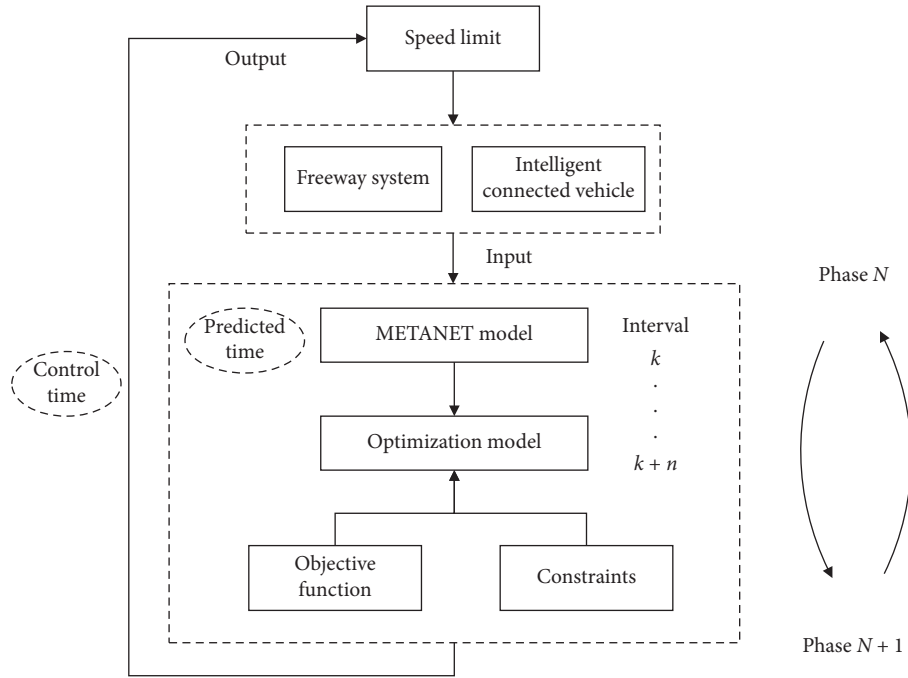 Speed limit
Output
Freeway system
Intelligent
connected vehicle
Input
Phase N
Predicted
time
METANET model
Interval
k
.
.
.
k + n
Control
time
Optimization model
Objective
function
Constraints
Phase N + 1